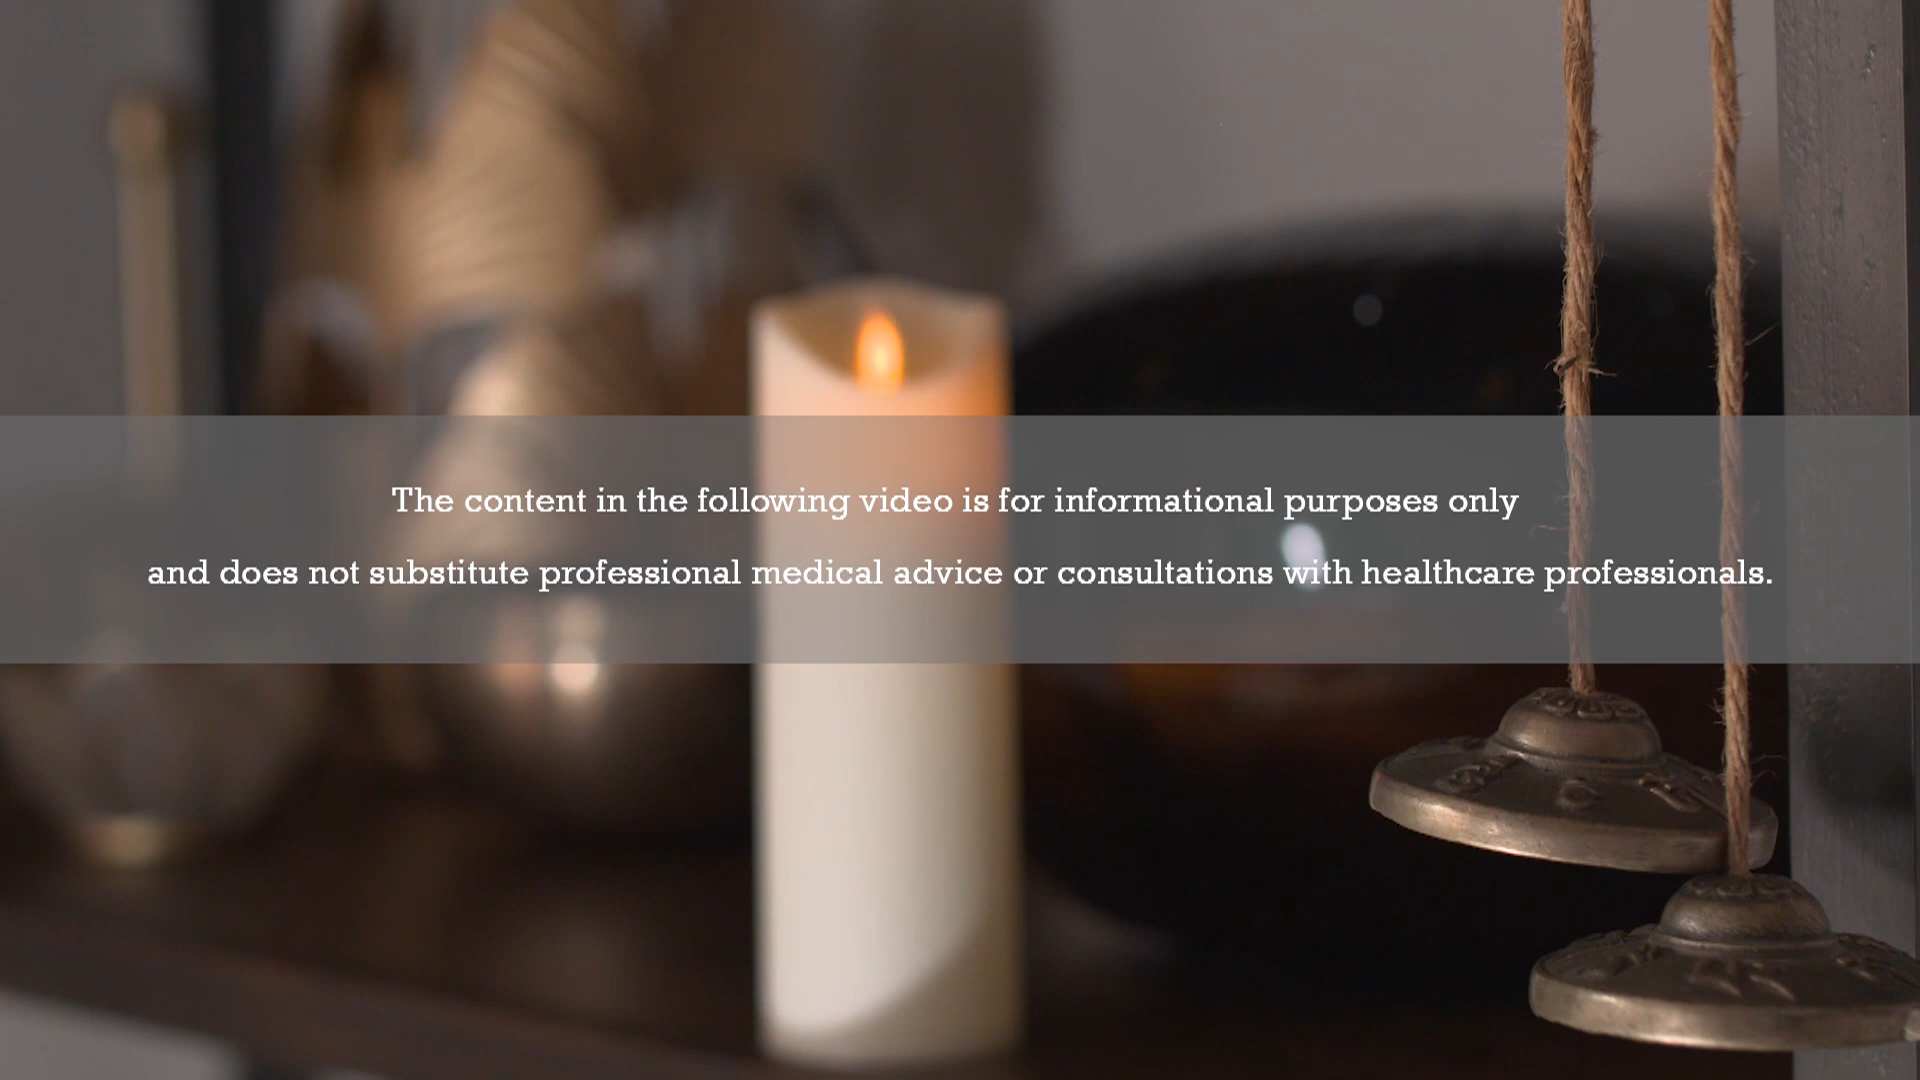 The content in the following video is for informational purposes only
and does not substitute professional medical advice or consultations with healthcare professionals.